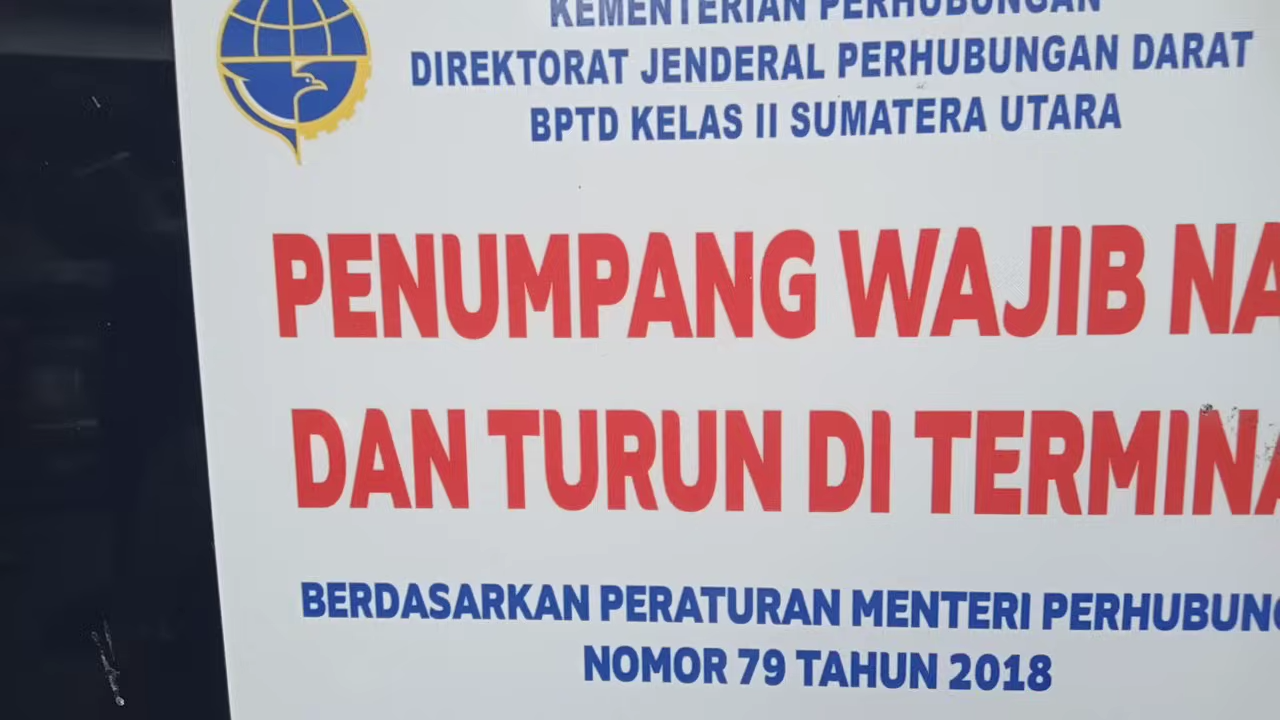 KEMENTERIAN PERHUBUNGAN
DIREKTORAT JENDERAL PERHUBUNGAN DARAT
BPTD KELAS II SUMATERA UTARA
PENUMPANG WAJIB NA
DAN TURUN DI TERMINA
BERDASARKAN PERATURAN MENTERI PERHUBUNG
NOMOR 79 TAHUN 2018